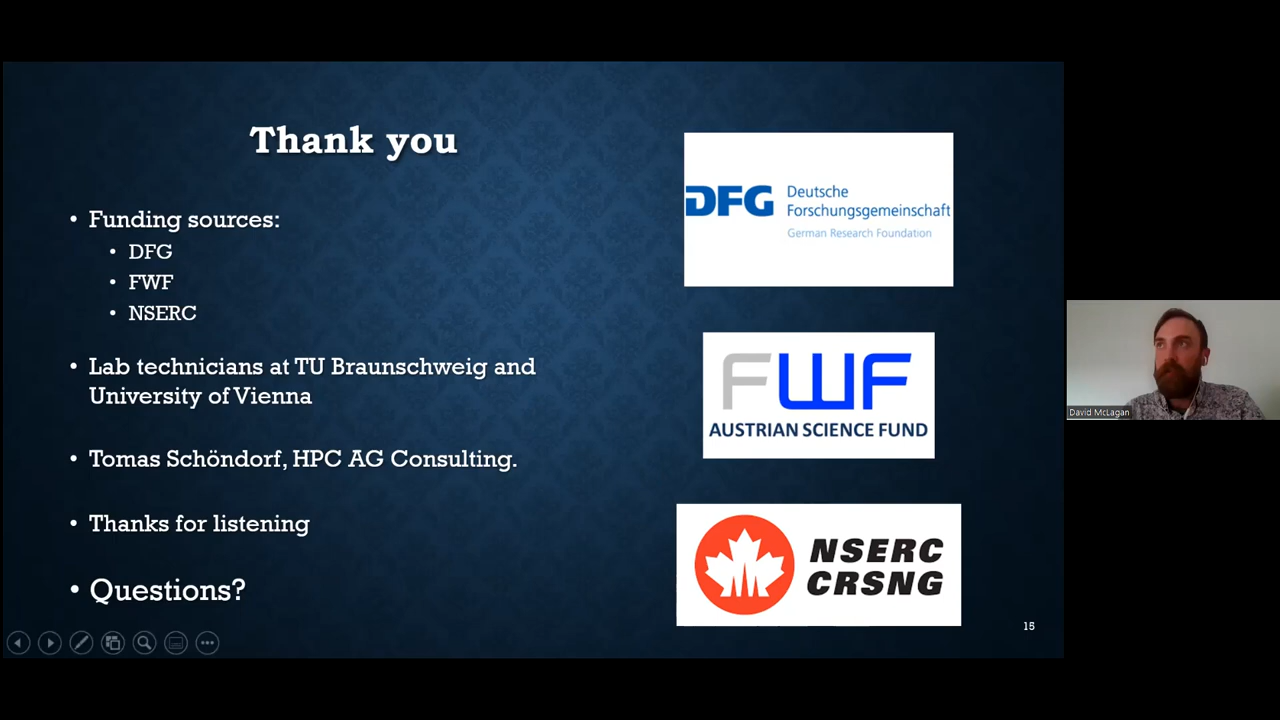 Thank you
• Funding sources:
• DFG
• FWF
• NSERC
• Lab technicians at TU Braunschweig and
University of Vienna
• Tomas Schöndorf, HPC AG Consulting.
• Thanks for listening
• Questions?
DFG Deutsche
Forschungsgemeinschaft
German Research Foundation
FWF
AUSTRIAN SCIENCE FUND
NSERC
CRSNG
15
David McLagan